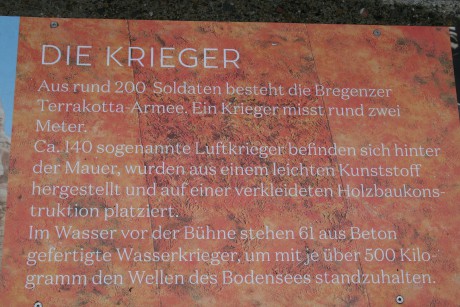 DIE KRIEGER
Aus rund 200 Soldaten besteht die Bregenzer
Terrakotta-Armee. Ein Krieger misst rund zwei
Meter.
Ca. 140 sogenannte Luftkrieger befinden sich hinter
der Mauer, wurden aus einem leichten Kunststoff
hergestellt und auf einer verkleideten Holzbaukons-
truktion platziert.
Im Wasser vor der Bühne stehen 61 aus Beton
gefertigte Wasserkrieger, um mit je über 500 Kilo-
gramm den Wellen des Bodensees standzuhalten.